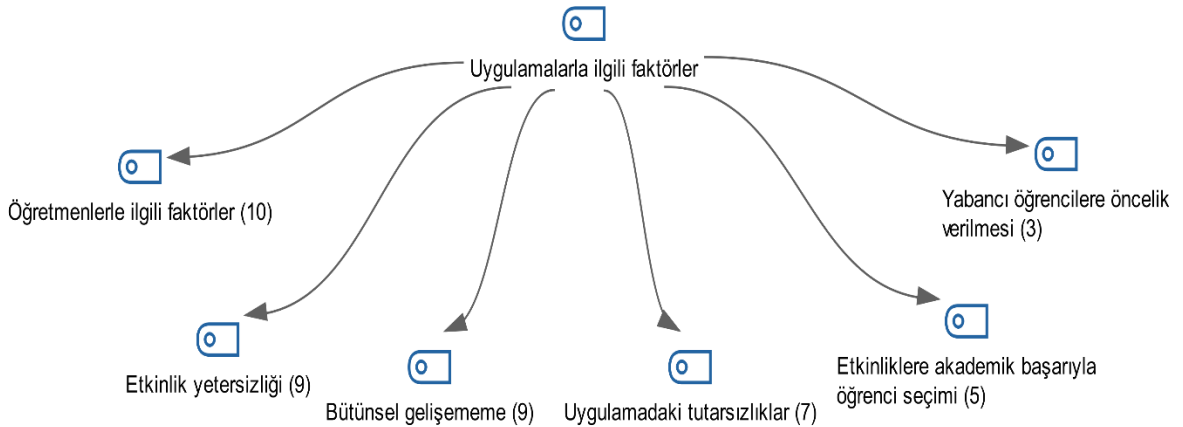 Uygulamalarla ilgili faktörler
Öğretmenlerle ilgili faktörler (10)
Yabancı öğrencilere öncelik
verilmesi (3)
Etkinlik yetersizliği (9)
Bütünsel gelişememe (9)
Uygulamadaki tutarsızlıklar (7)
Etkinliklere akademik başarıyla
öğrenci seçimi (5)